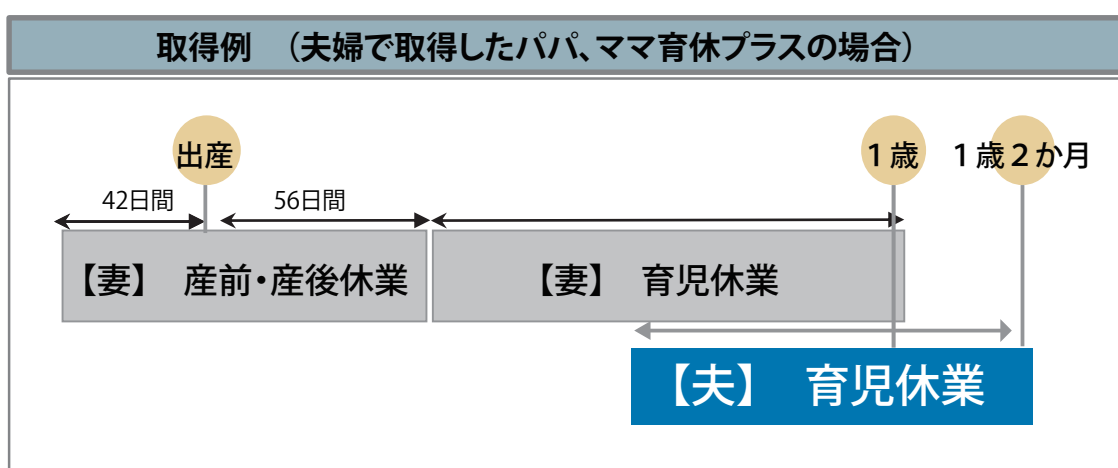 取得例 （夫婦で取得したパパ、ママ育休プラスの場合）
出産
１歳
１歳２か月
42日間
56日間
【妻】 産前・産後休業
【妻】 育児休業
【夫】 育児休業